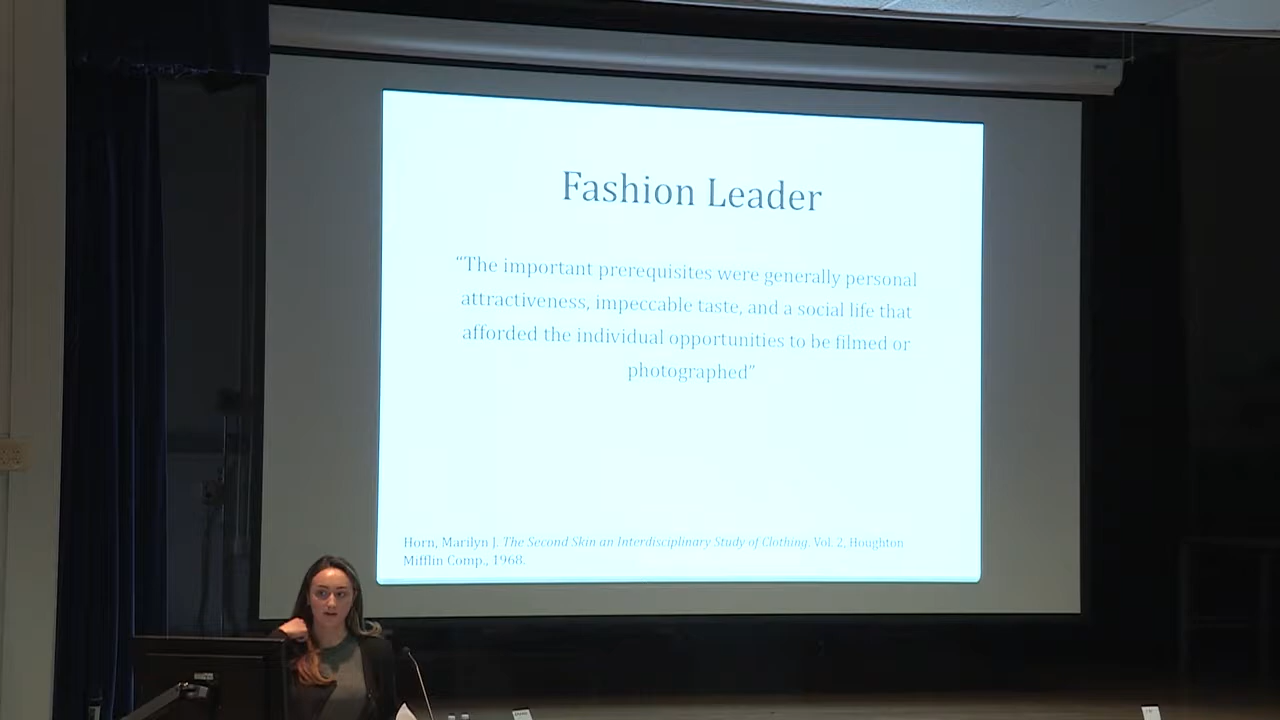 Fashion Leader
“The important prerequisites were generally personal
attractiveness, impeccable taste, and a social life that
afforded the individual opportunities to be filmed or
photographed”
Horn, Marilyn J. The Second Skin an Interdisciplinary Study of Clothing. Vol. 2, Houghton
Mifflin Comp., 1968.